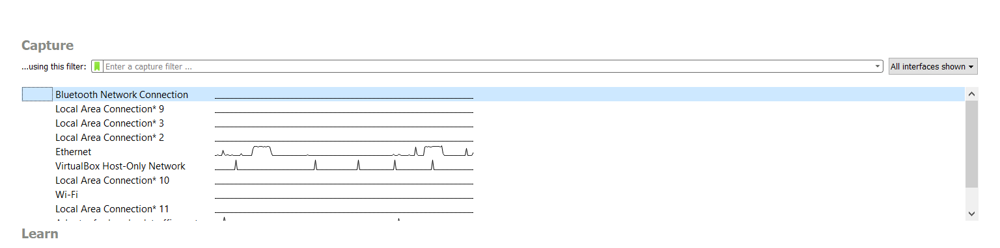 Capture
...using this filter: Enter a capture filter ... All interfaces shown
Bluetooth Network Connection
Local Area Connection* 9
Local Area Connection* 3
Local Area Connection* 2
Ethernet
VirtualBox Host-Only Network
Local Area Connection* 10
Wi-Fi
Local Area Connection* 11
Learn